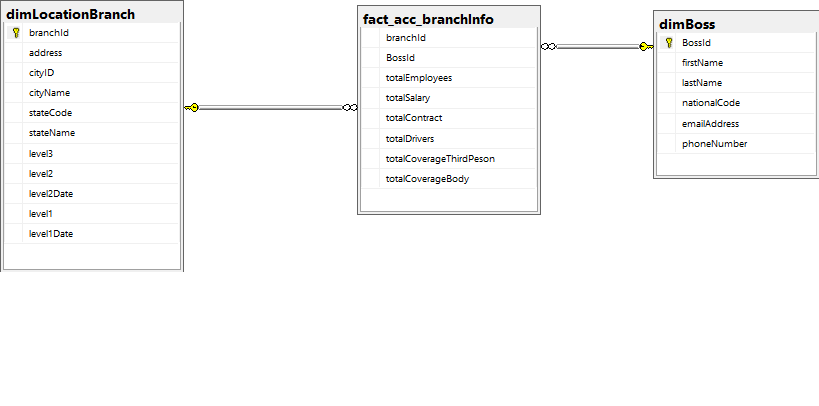 dimLocationBranch
branchId
address
cityID
cityName
stateCode
stateName
level3
level2
level2Date
level1
level1Date
fact_acc_branchInfo
branchId
BossId
totalEmployees
totalSalary
totalContract
totalDrivers
totalCoverageThirdPeson
totalCoverageBody
dimBoss
BossId
firstName
lastName
nationalCode
emailAddress
phoneNumber